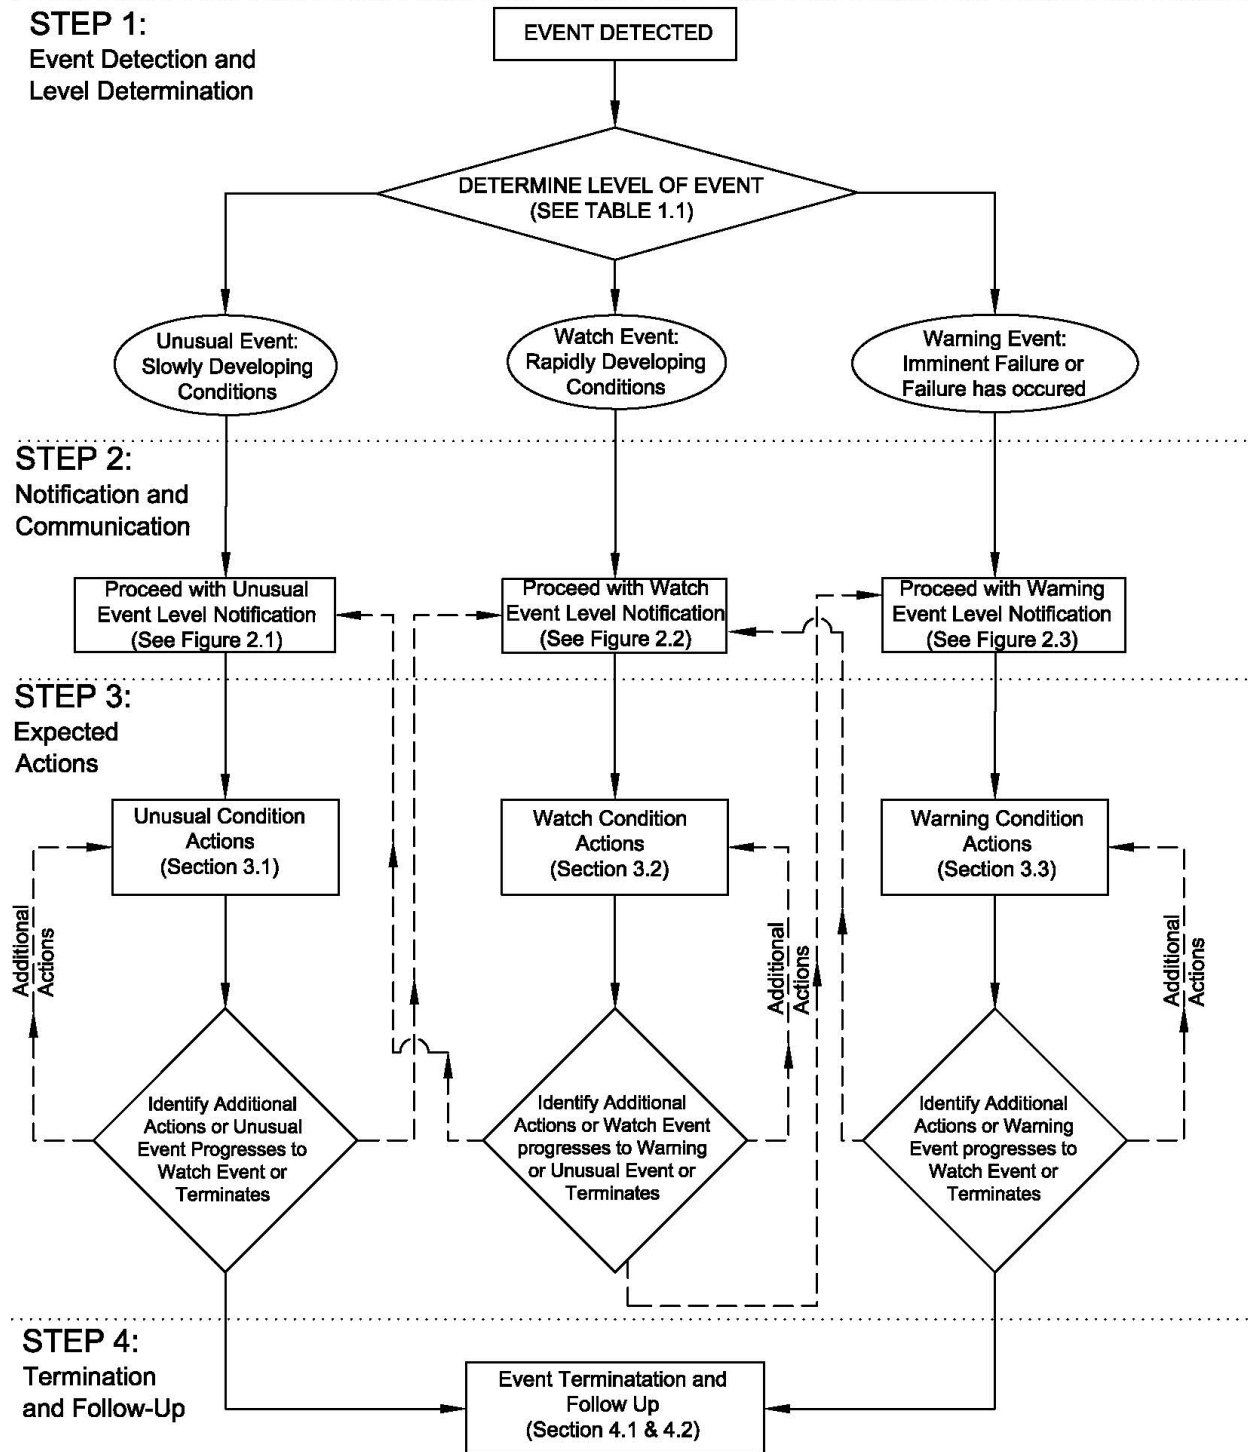 STEP 1:
Event Detection and
Level Determination
EVENT DETECTED
DETERMINE LEVEL OF EVENT
(SEE TABLE 1.1)
Unusual Event:
Slowly Developing
Conditions
Watch Event:
Rapidly Developing
Conditions
Warning Event:
Imminent Failure or
Failure has occured
STEP 2:
Notification and
Communication
Proceed with Unusual
Event Level Notification
(See Figure 2.1)
Proceed with Watch
Event Level Notification
(See Figure 2.2)
Proceed with Warning
Event Level Notification
(See Figure 2.3)
STEP 3:
Expected
Actions
Unusual Condition
Actions
(Section 3.1)
Watch Condition
Actions
(Section 3.2)
Warning Condition
Actions
(Section 3.3)
Additional
Actions
Additional
Actions
Additional
Actions
Identify Additional
Actions or Unusual
Event Progresses to
Watch Event or
Terminates
Identify Additional
Actions or Watch Event
progresses to Warning
or Unusual Event or
Terminates
Identify Additional
Actions or Warning
Event progresses to
Watch Event or
Terminates
STEP 4:
Termination
and Follow-Up
Event Terminatation and
Follow Up
(Section 4.1 & 4.2)